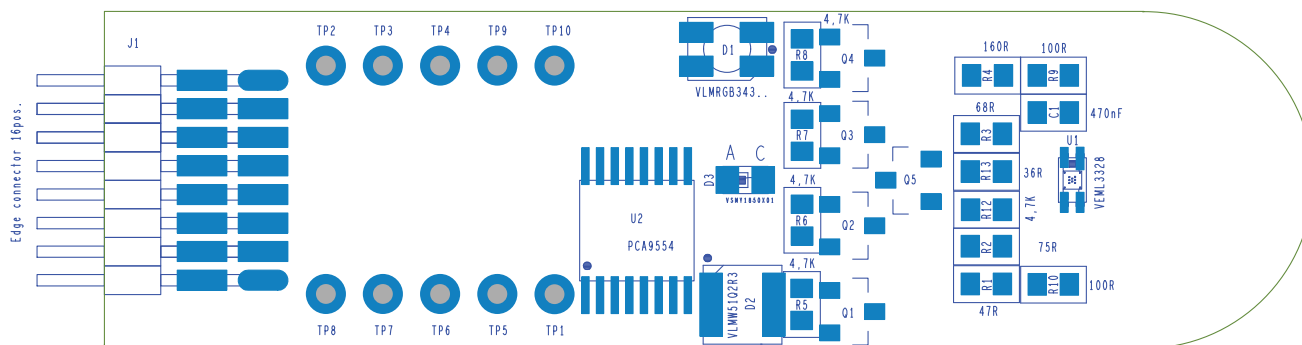 J1
Edge connector 16pos.
TP2
TP3
TP4
TP9
TP10
TP8
TP7
TP6
TP5
TP1
D1
VLMRGB343..
4,7K
R8
Q4
4,7K
R7
Q3
A C
D3
VSMY1850X01
U2
PCA9554
4,7K
R6
Q2
Q5
VLMW51Q2R3
D2
4,7K
R5
Q1
160R
R4
100R
R9
C1
470nF
68R
R3
U1
VEML3328
R13
36R
R12
4,7K
R2
75R
R1
47R
R10
100R